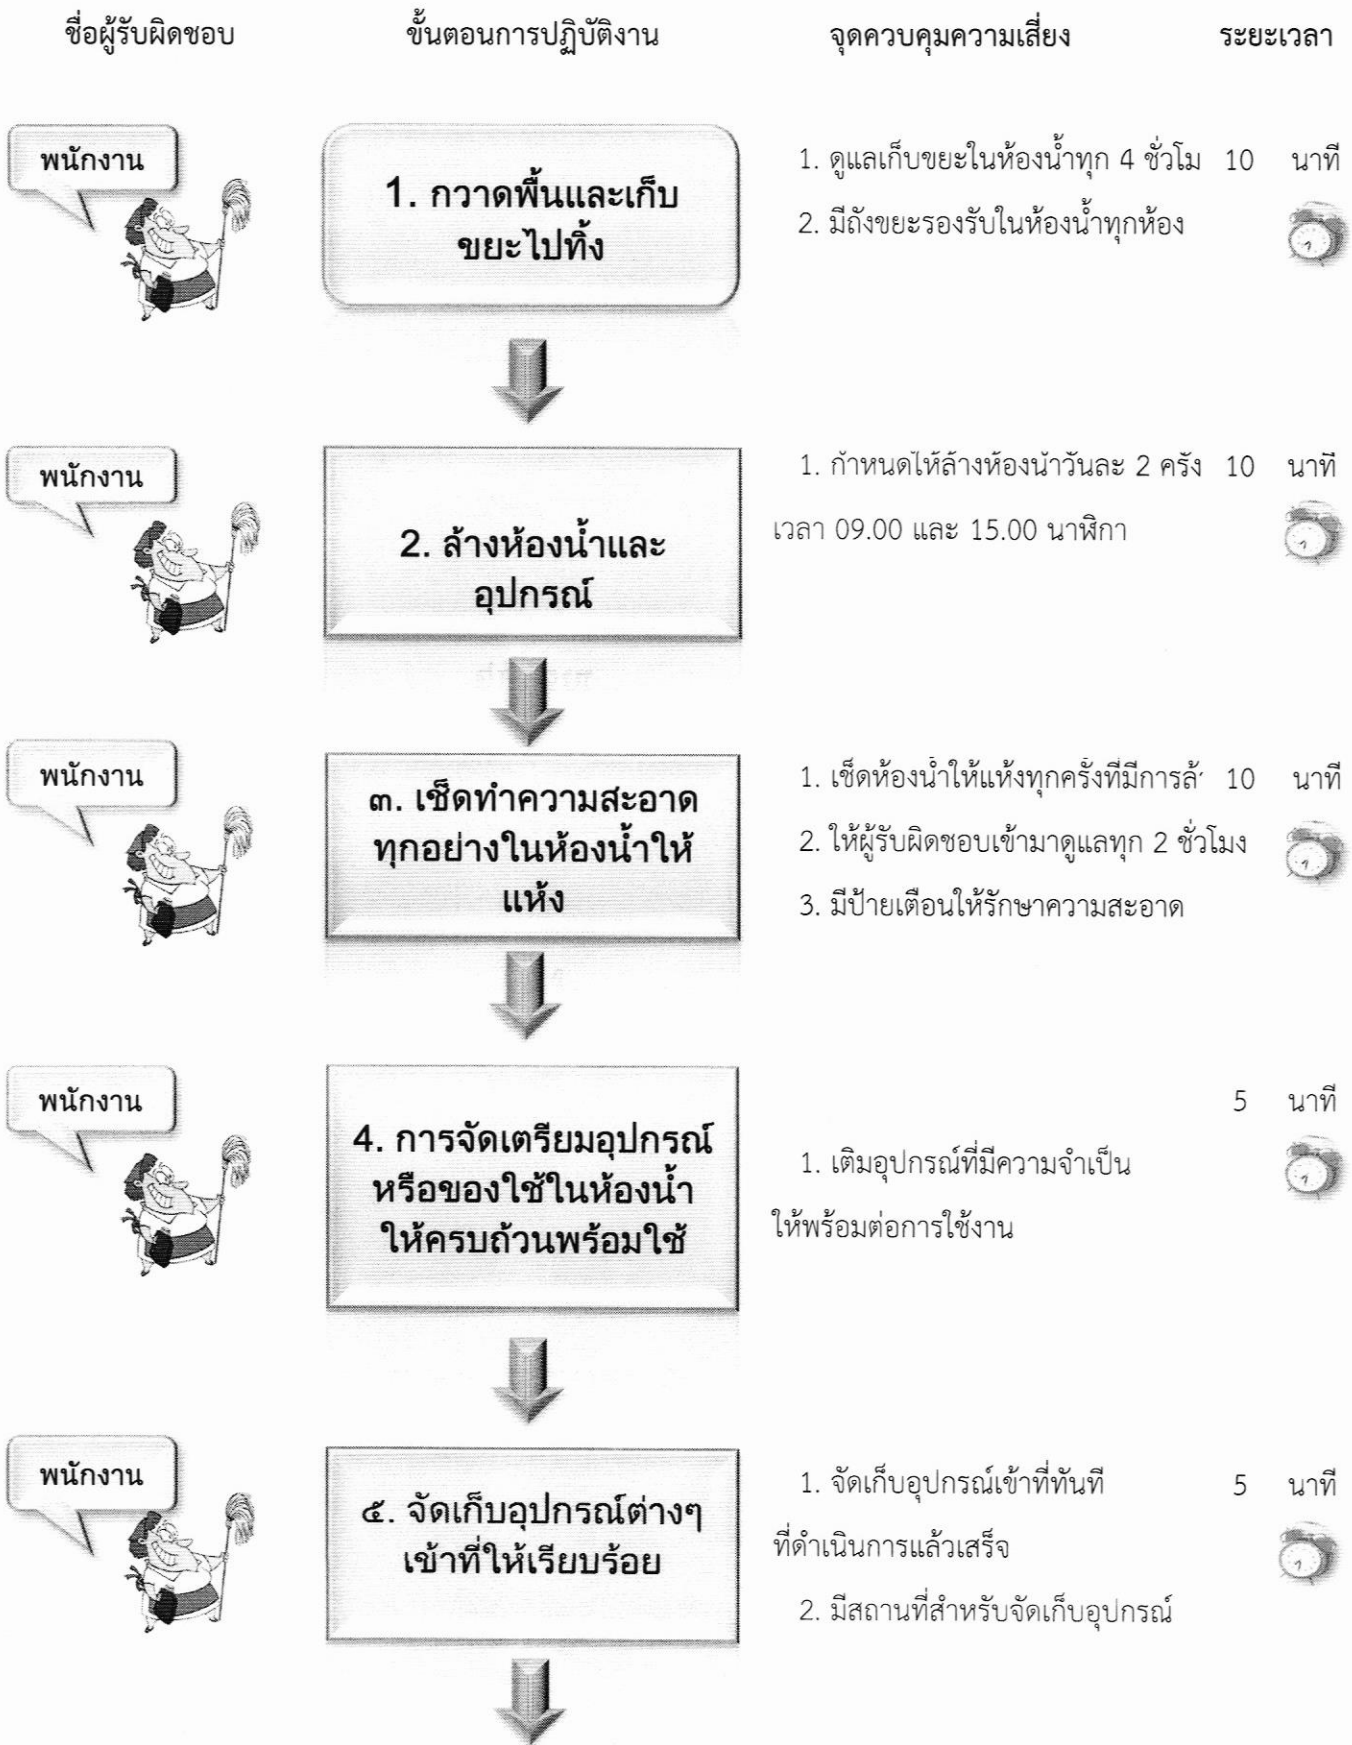 ชื่อผู้รับผิดชอบ ขั้นตอนการปฏิบัติงาน จุดควบคุมความเสี่ยง ระยะเวลา
พนักงาน
1. กวาดพื้นและเก็บ
ขยะไปทิ้ง
1. ดูแลเก็บขยะในห้องน้ำทุก 4 ชั่วโม 10 นาที
2. มีถังขยะรองรับในห้องน้ำทุกห้อง
พนักงาน
2. ล้างห้องน้ำและ
อุปกรณ์
1. กำหนดให้ล้างห้องน้ำวันละ 2 ครั้ง 10 นาที
เวลา 09.00 และ 15.00 นาฬิกา
พนักงาน
๓. เช็ดทำความสะอาด
ทุกอย่างในห้องน้ำให้
แห้ง
1. เช็ดห้องน้ำให้แห้งทุกครั้งที่มีการล้ 10 นาที
2. ให้ผู้รับผิดชอบเข้ามาดูแลทุก 2 ชั่วโมง
3. มีป้ายเตือนให้รักษาความสะอาด
พนักงาน
4. การจัดเตรียมอุปกรณ์
หรือของใช้ในห้องน้ำ
ให้ครบถ้วนพร้อมใช้
5 นาที
1. เติมอุปกรณ์ที่มีความจำเป็น
ให้พร้อมต่อการใช้งาน
พนักงาน
๕. จัดเก็บอุปกรณ์ต่างๆ
เข้าที่ให้เรียบร้อย
1. จัดเก็บอุปกรณ์เข้าที่ทันที 5 นาที
ที่ดำเนินการแล้วเสร็จ
2. มีสถานที่สำหรับจัดเก็บอุปกรณ์